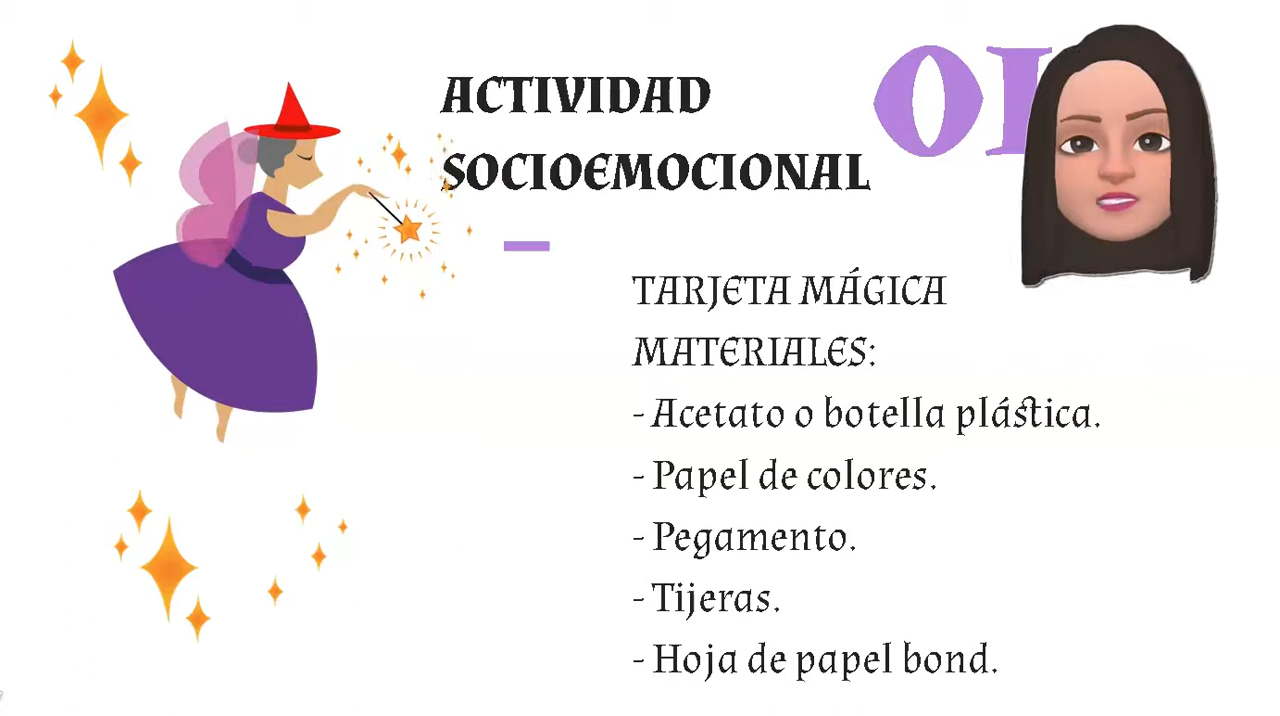 ACTIVIDAD
SOCIOEMOCIONAL
TARJETA MÁGICA
MATERIALES:
- Acetato o botella plástica.
- Papel de colores.
- Pegamento.
- Tijeras.
- Hoja de papel bond.